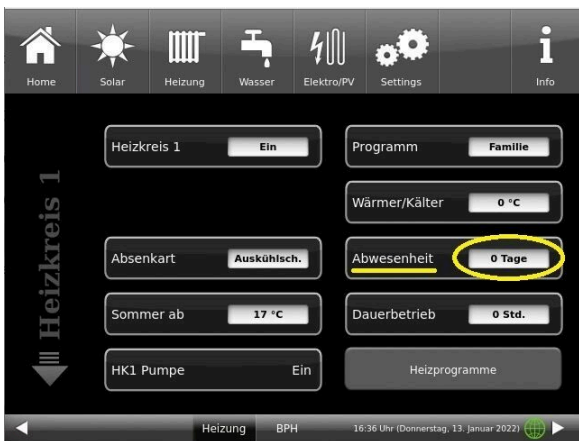 Home Solar Heizung Wasser Elektro/PV Settings Info
Heizkreis 1
Heizkreis 1 Ein Programm Familie
Wärmer/Kälter 0 °C
Absenkart Auskühlsch. Abwesenheit 0 Tage
Sommer ab 17 °C Dauerbetrieb 0 Std.
HK1 Pumpe Ein Heizprogramme
Heizung BPH 16:36 Uhr (Donnerstag, 13. Januar 2022)